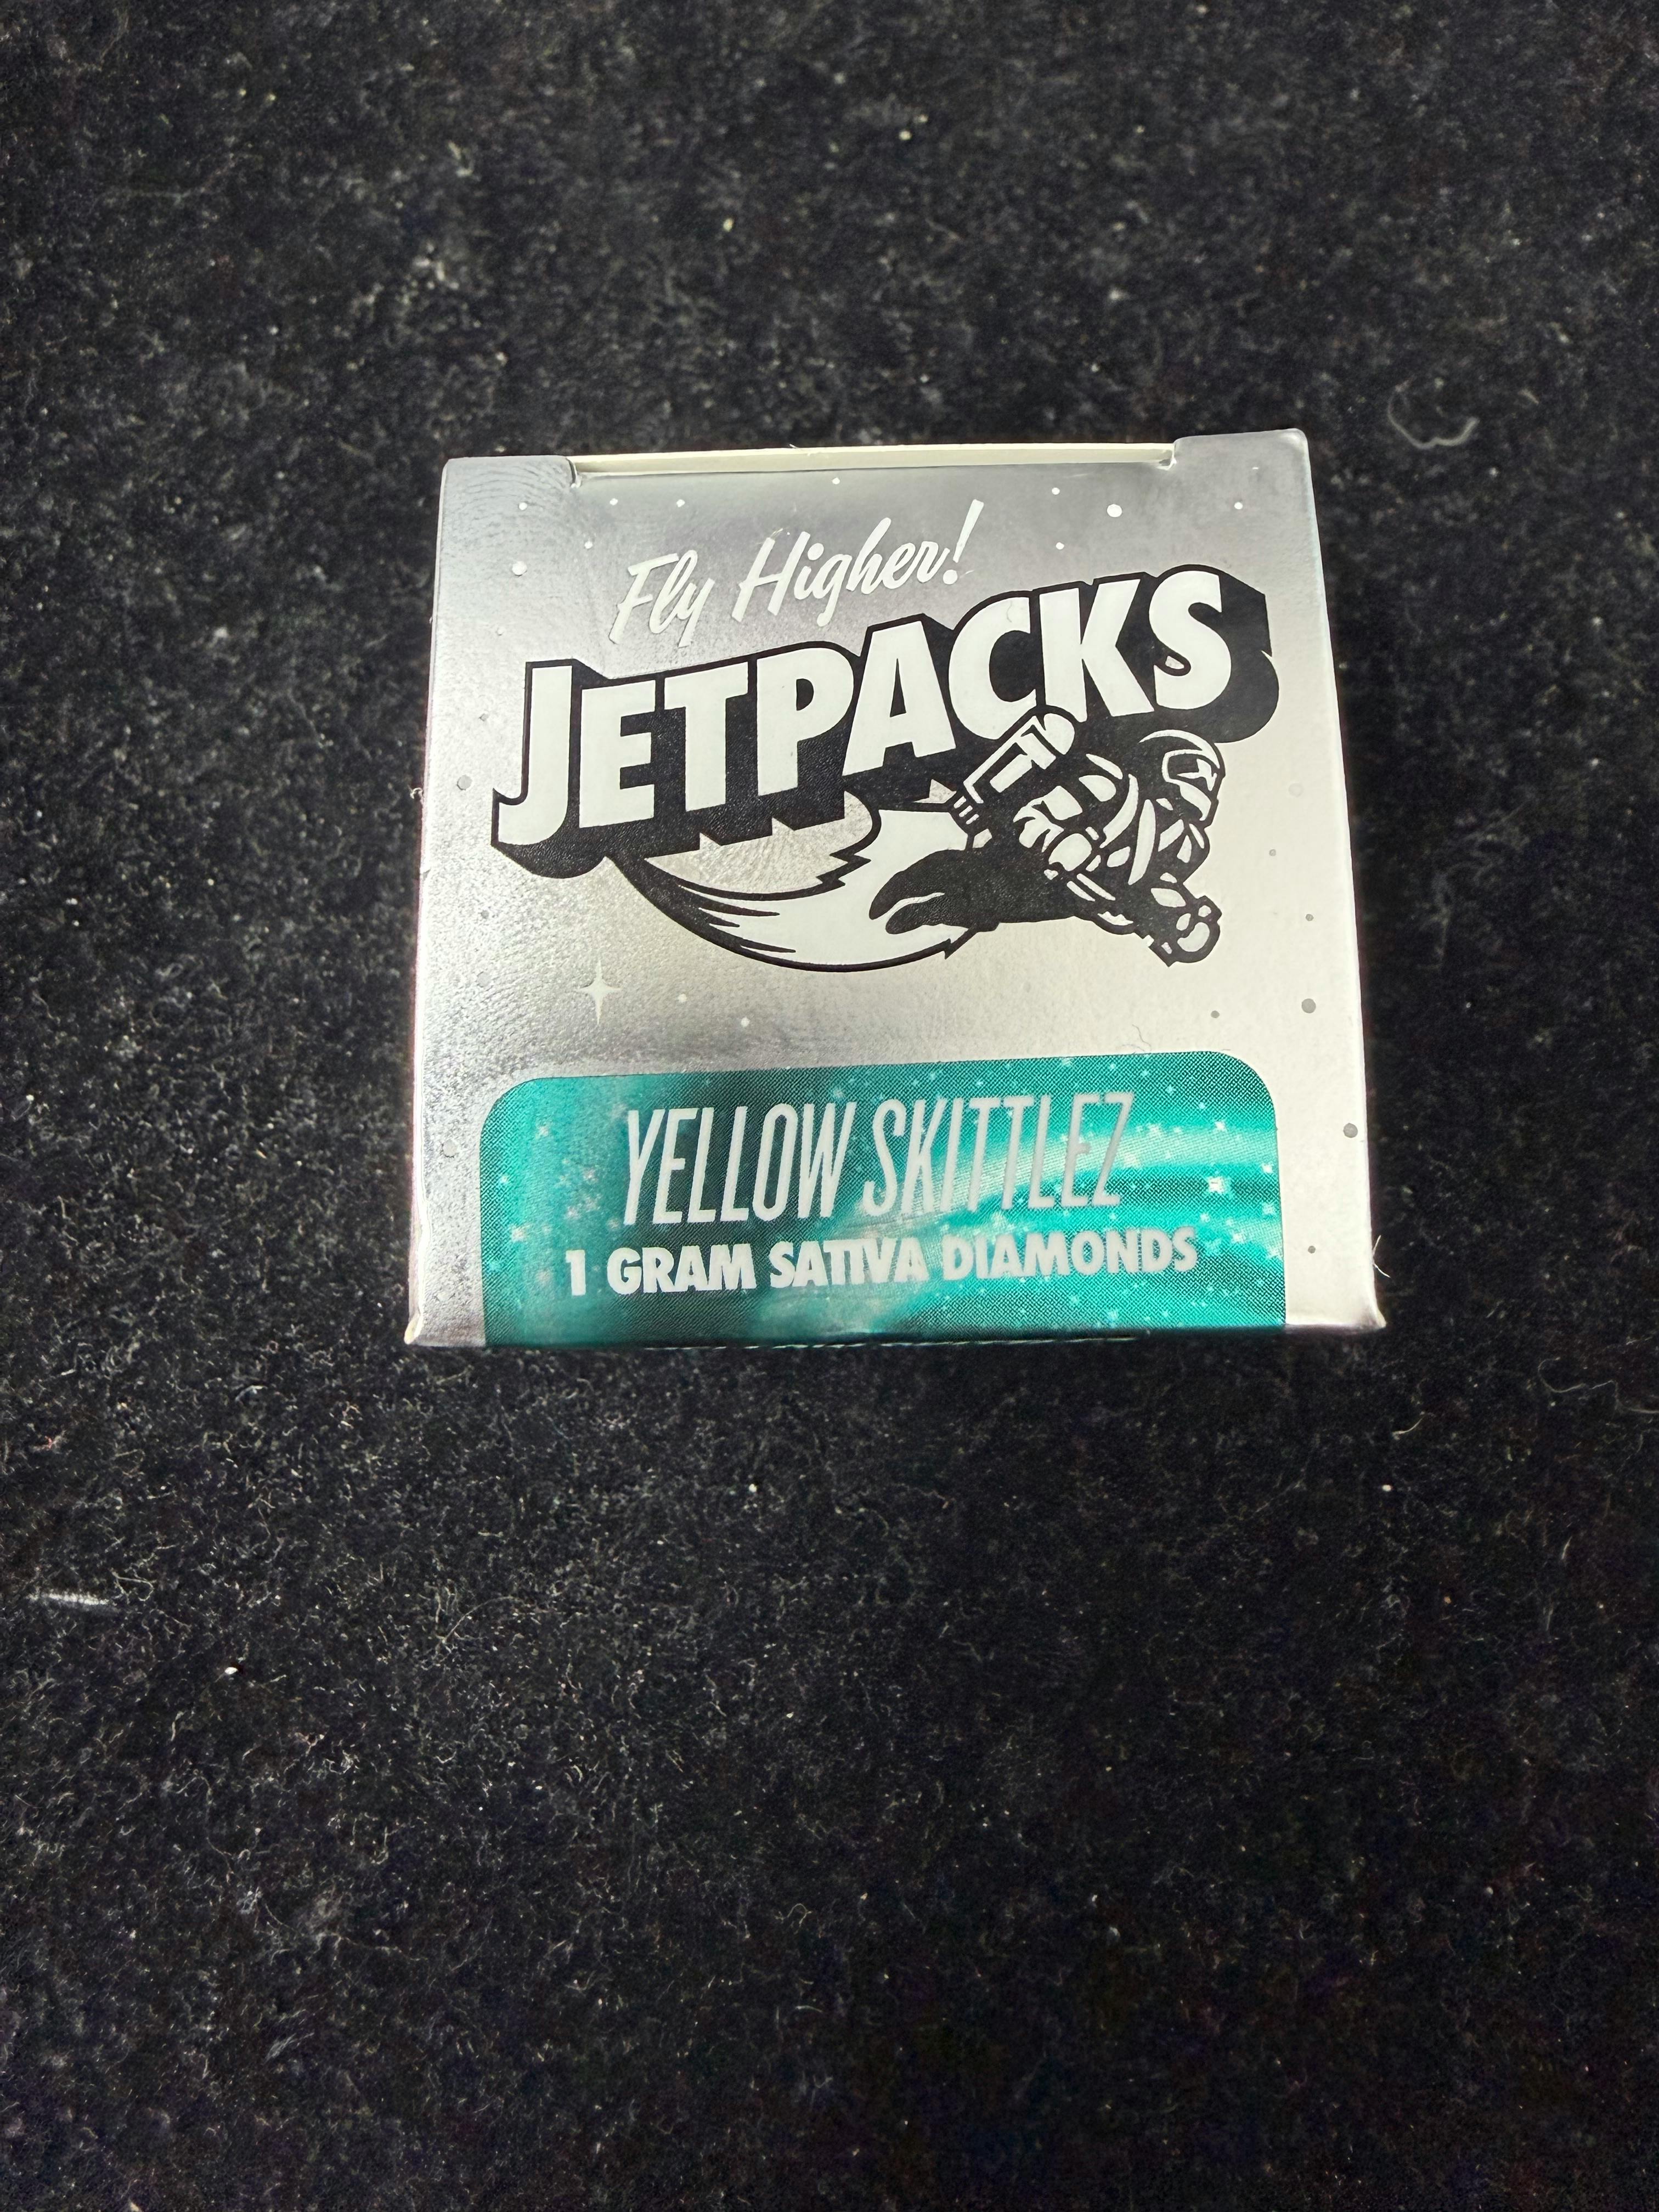 Fly Higher!
JETPACKS
YELLOW SKITTLEZ
1 GRAM SATIVA DIAMONDS